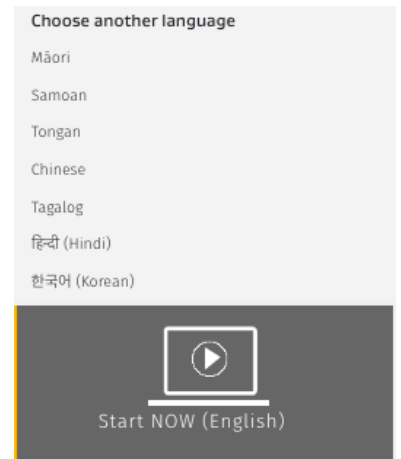 Choose another language
Māori
Samoan
Tongan
Chinese
Tagalog
हिन्दी (Hindi)
한국어 (Korean)
Start NOW (English)